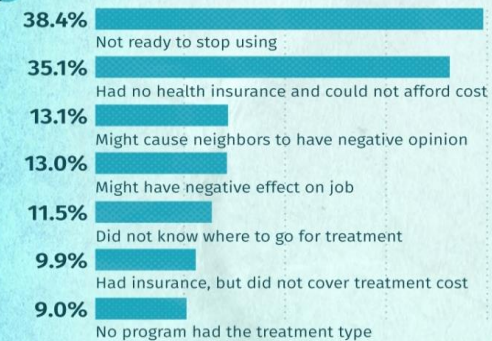 38.4%
Not ready to stop using
35.1%
Had no health insurance and could not afford cost
13.1%
Might cause neighbors to have negative opinion
13.0%
Might have negative effect on job
11.5%
Did not know where to go for treatment
9.9%
Had insurance, but did not cover treatment cost
9.0%
No program had the treatment type